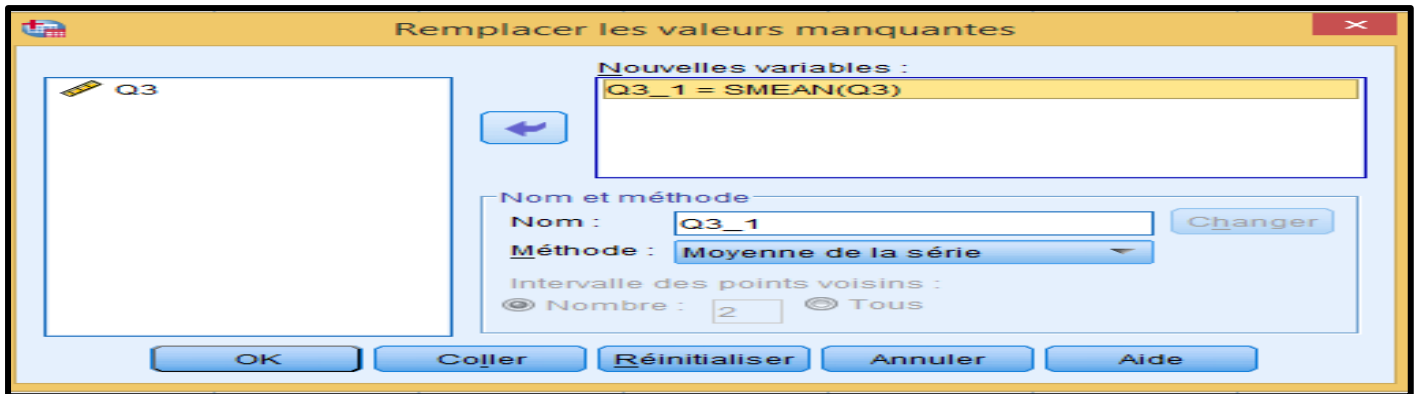 Remplacer les valeurs manquantes
Nouvelles variables :
Q3
Q3_1 = SMEAN(Q3)
Nom et méthode
Nom : Q3_1 Changer
Méthode : Moyenne de la série
Intervalle des points voisins :
Nombre : 2 Tous
OK Coller Réinitialiser Annuler Aide